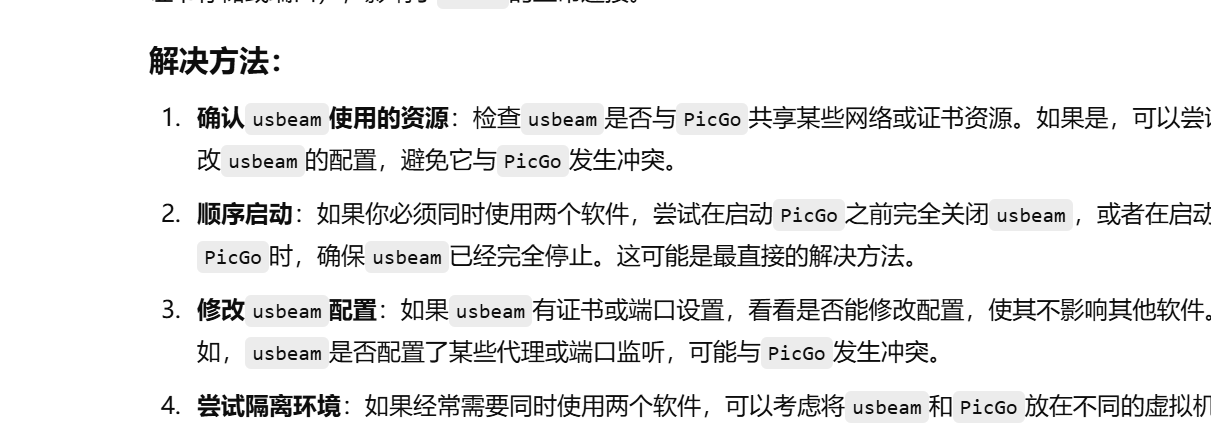 解决方法：
1. 确认 usbeam 使用的资源：检查 usbeam 是否与 PicGo 共享某些网络或证书资源。如果是，可以尝
改 usbeam 的配置，避免它与 PicGo 发生冲突。
2. 顺序启动：如果你必须同时使用两个软件，尝试在启动 PicGo 之前完全关闭 usbeam ，或者在启动
PicGo 时，确保 usbeam 已经完全停止。这可能是最直接的解决方法。
3. 修改 usbeam 配置：如果 usbeam 有证书或端口设置，看看是否能修改配置，使其不影响其他软件。
如， usbeam 是否配置了某些代理或端口监听，可能与 PicGo 发生冲突。
4. 尝试隔离环境：如果经常需要同时使用两个软件，可以考虑将 usbeam 和 PicGo 放在不同的虚拟机